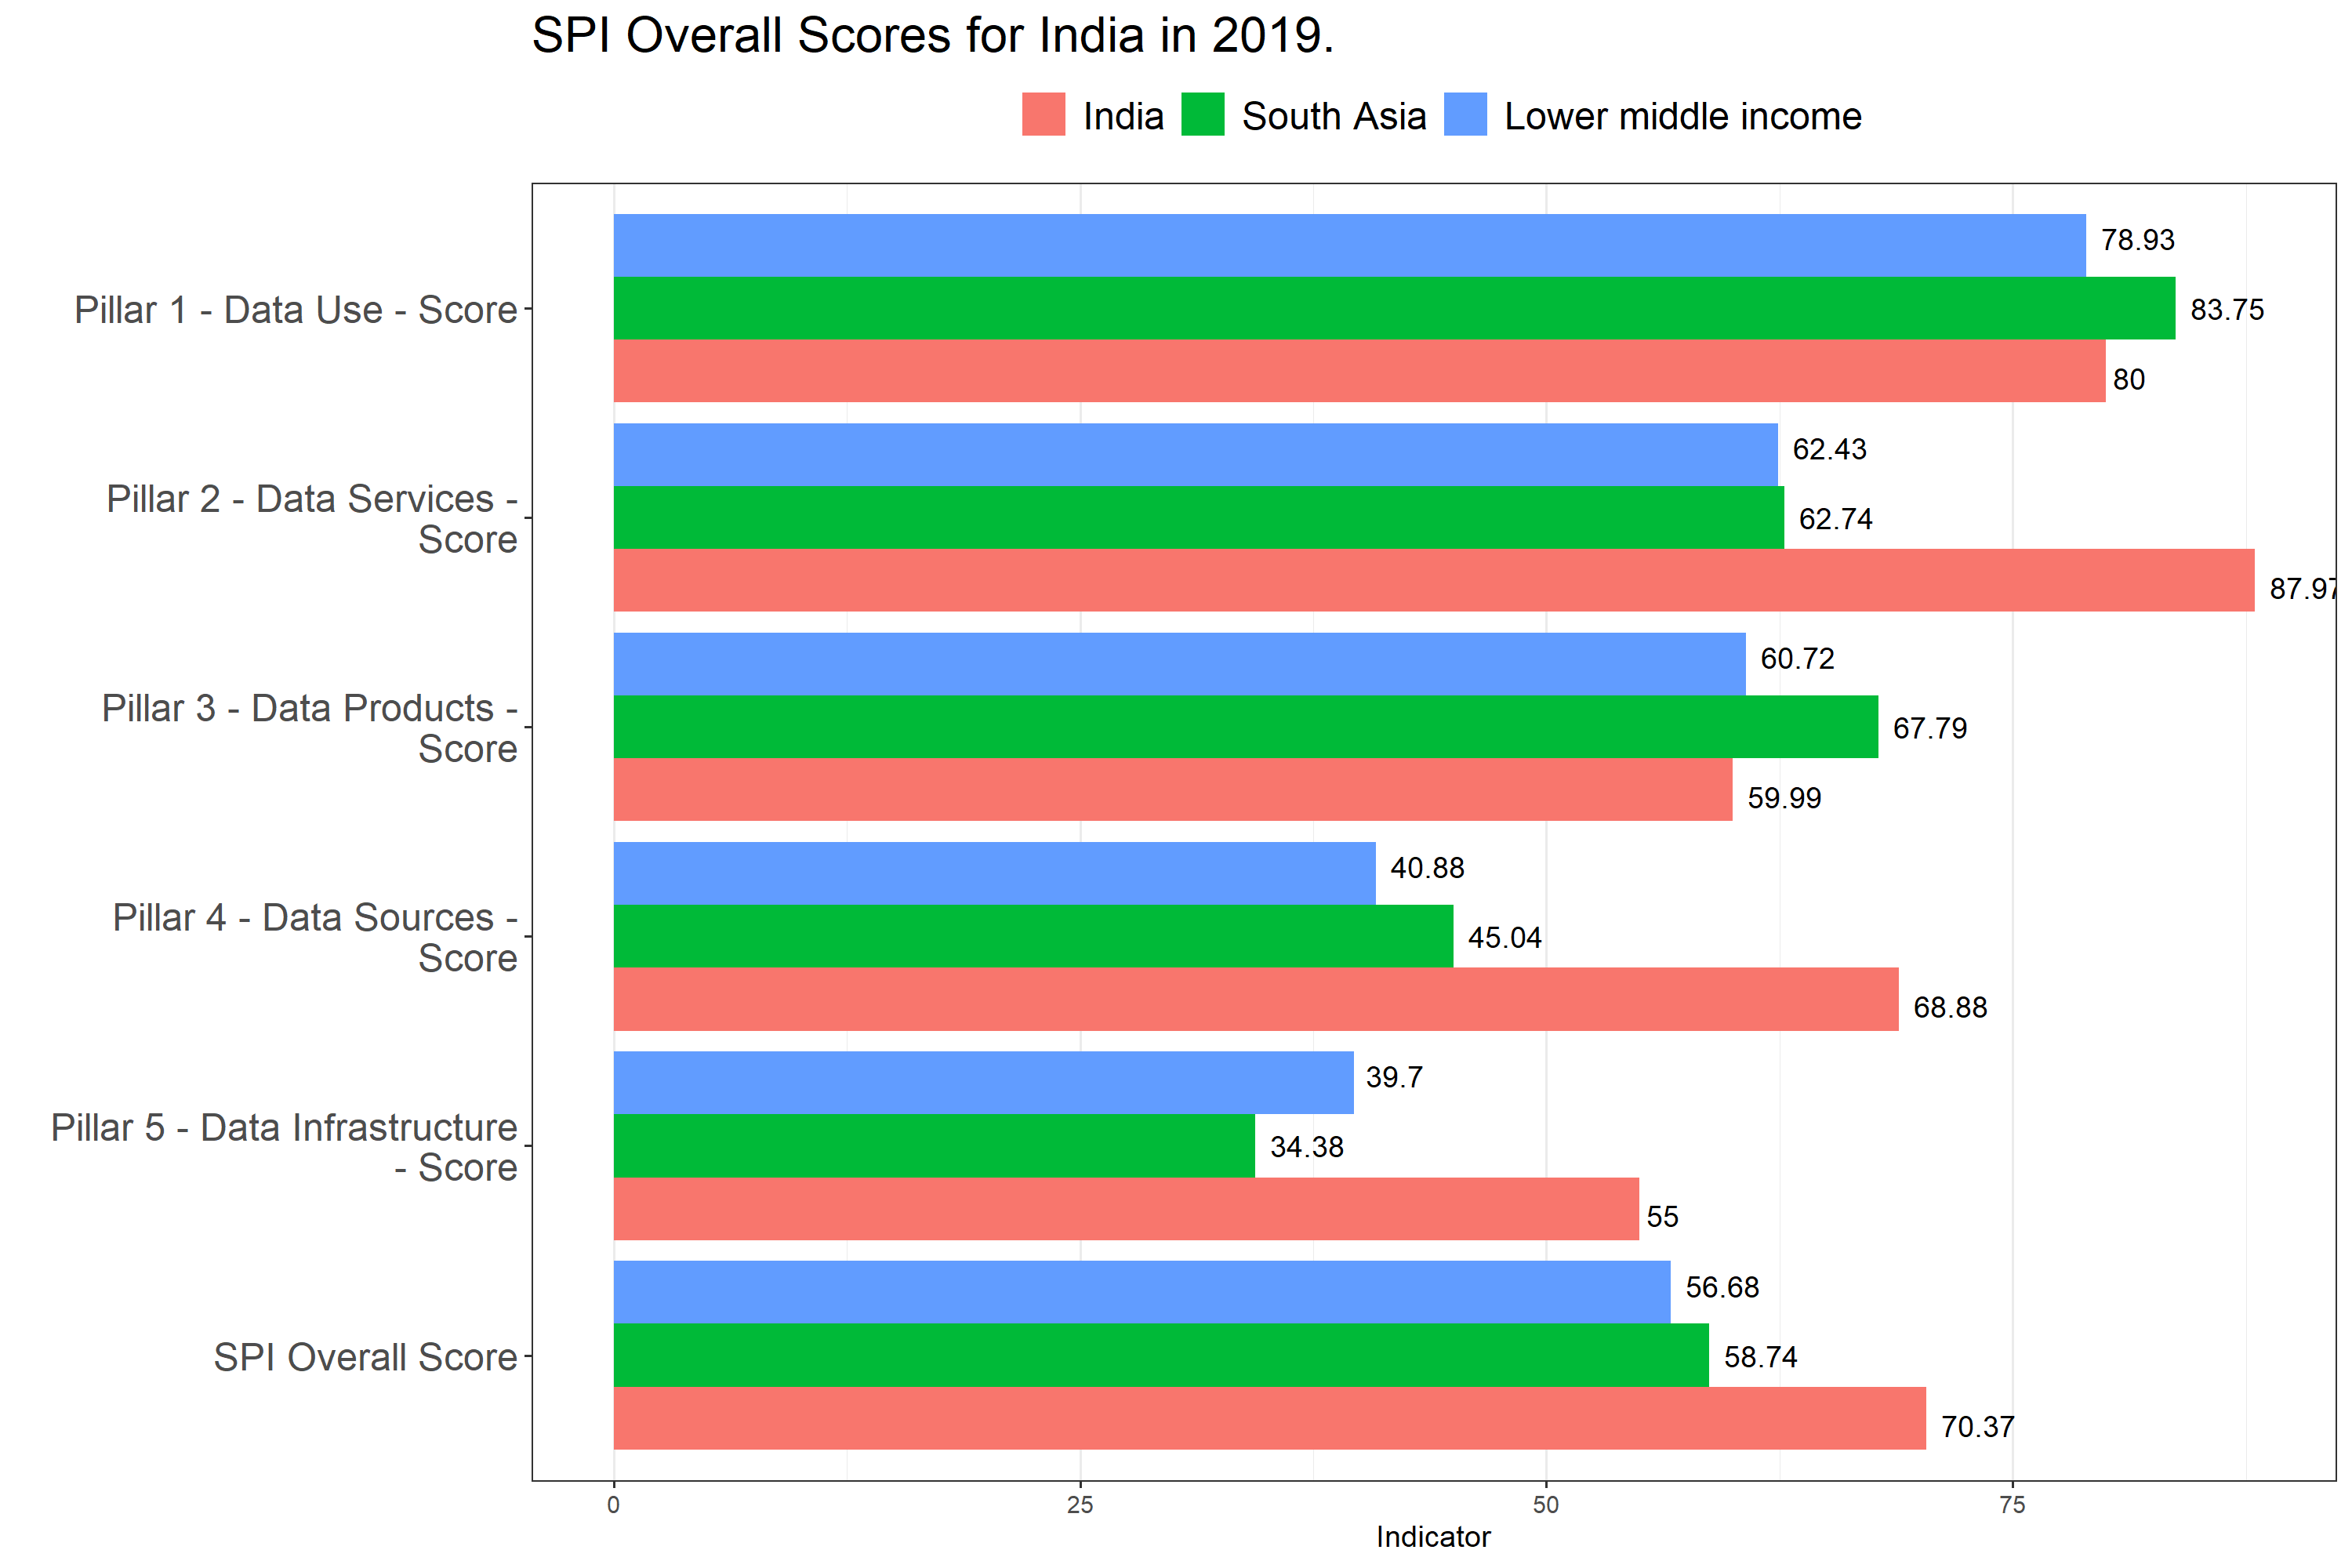 SPI Overall Scores for India in 2019.
India South Asia Lower middle income
Pillar 1 - Data Use - Score
78.93
83.75
80
Pillar 2 - Data Services -
Score
62.43
62.74
87.97
Pillar 3 - Data Products -
Score
60.72
67.79
59.99
Pillar 4 - Data Sources -
Score
40.88
45.04
68.88
Pillar 5 - Data Infrastructure
- Score
39.7
34.38
55
SPI Overall Score
56.68
58.74
70.37
0 25 50 75
Indicator